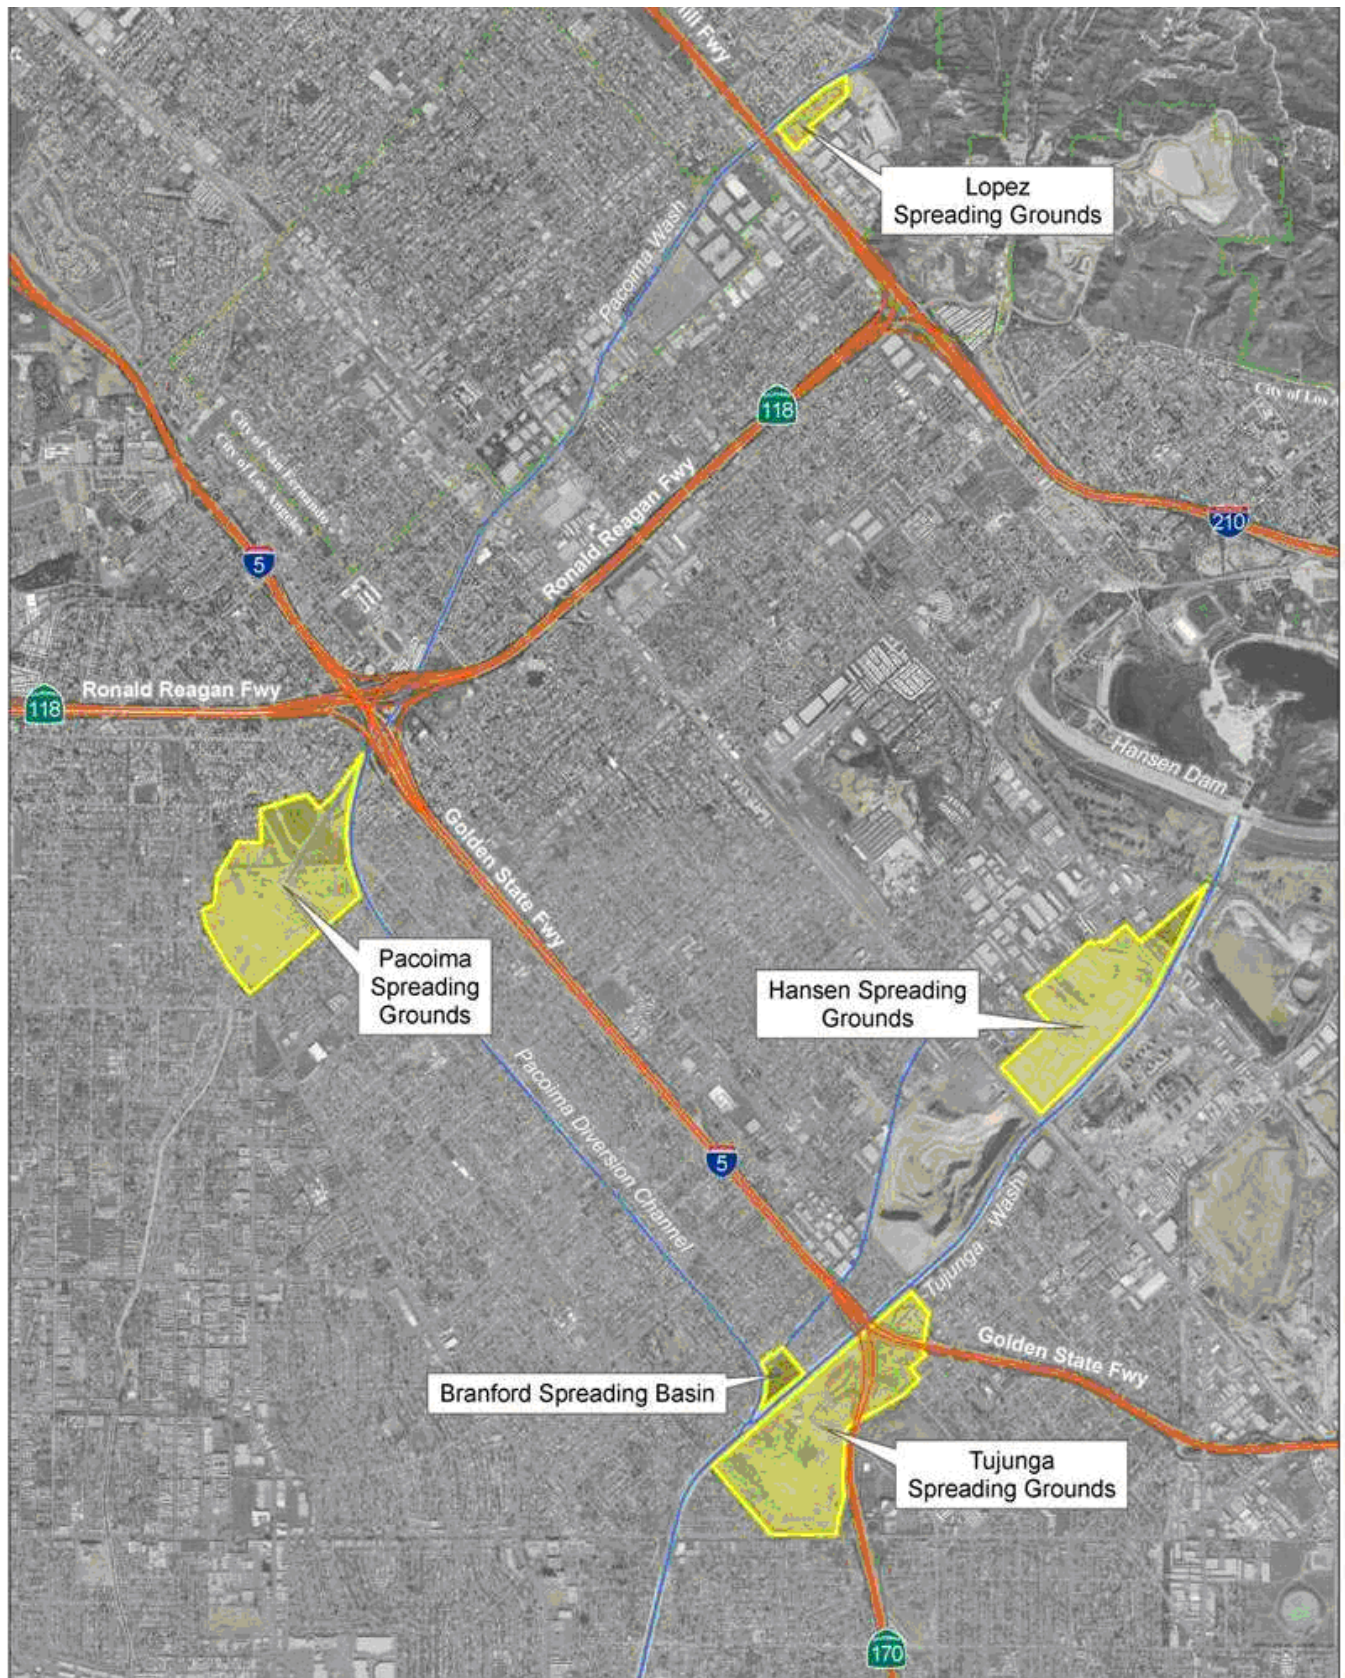 Fwy
Lopez
Spreading Grounds
Pacoima Wash
118
City of Los
City of San Fernando
City of Los Angeles
Ronald Reagan Fwy
210
5
Ronald Reagan Fwy
118
Hansen Dam
Golden State Fwy
Pacoima
Spreading
Grounds
Hansen Spreading
Grounds
Pacoima Diversion Channel
5
Tujunga Wash
Golden State Fwy
Branford Spreading Basin
Tujunga
Spreading Grounds
170